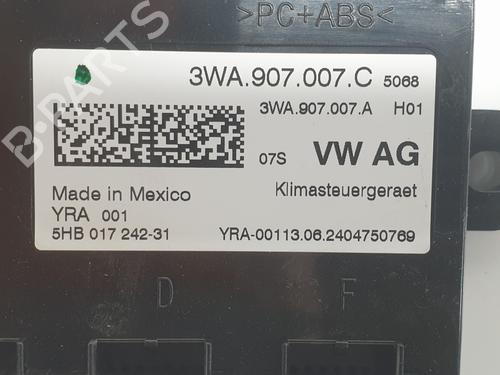 >PC+ABS<
3WA.907.007.C 5068
3WA.907.007.A H01
07S VW AG
Made in Mexico Klimasteuergeraet
YRA 001
5HB 017 242-31 YRA-00113.06.2404750769
D F
B-PARTS